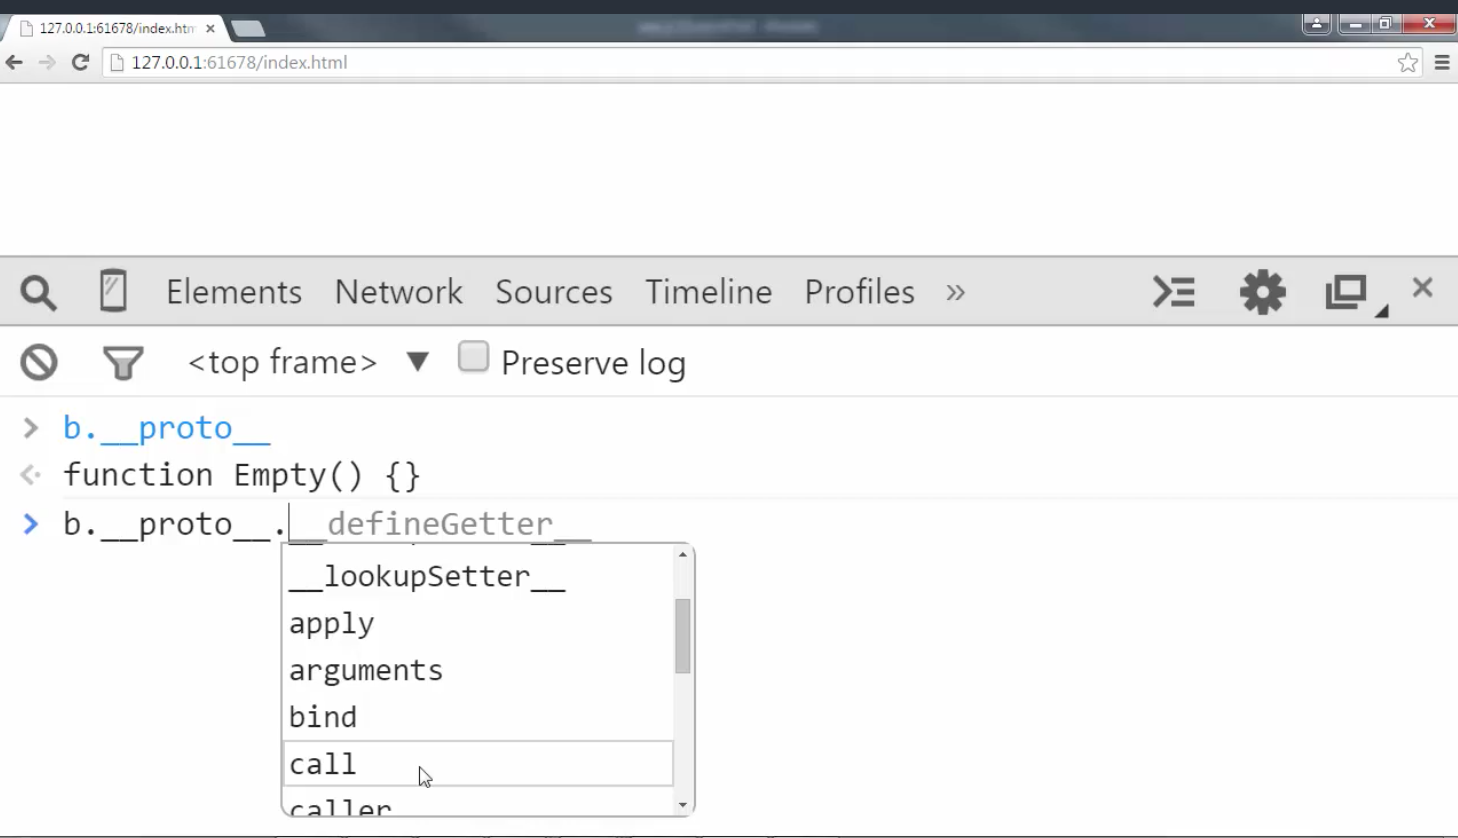 127.0.0.1:61678/index.htm
127.0.0.1:61678/index.html
Elements Network Sources Timeline Profiles »
<top frame> ▼ Preserve log
> b.__proto__
function Empty() {}
> b.__proto__.__defineGetter__
__lookupSetter__
apply
arguments
bind
call
caller